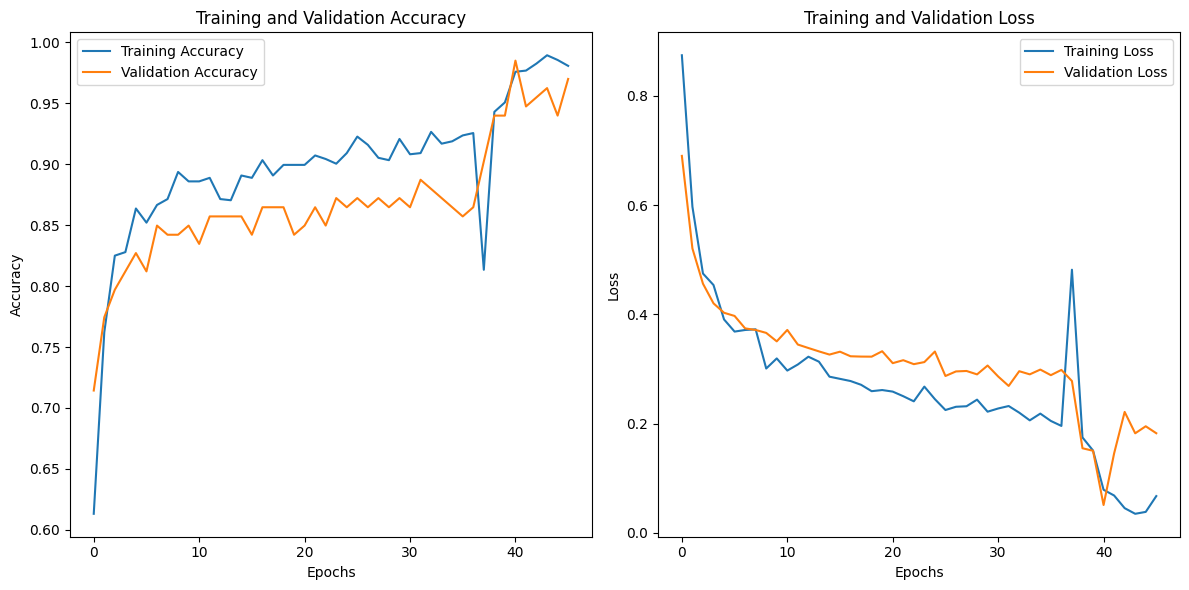 Training and Validation Accuracy
Training Accuracy
Validation Accuracy
1.00
0.95
0.90
0.85
0.80
0.75
0.70
0.65
0.60
Accuracy
0
10
20
30
40
Epochs
Training and Validation Loss
Training Loss
Validation Loss
0.8
0.6
0.4
0.2
0.0
Loss
0
10
20
30
40
Epochs